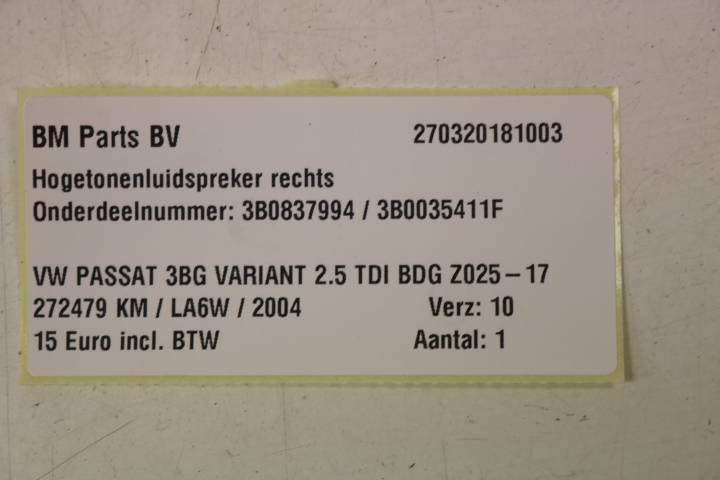 BM Parts BV 270320181003
Hogetonenluidspreker rechts
Onderdeelnummer: 3B0837994 / 3B0035411F
VW PASSAT 3BG VARIANT 2.5 TDI BDG Z025-17
272479 KM / LA6W / 2004 Verz: 10
15 Euro incl. BTW Aantal: 1